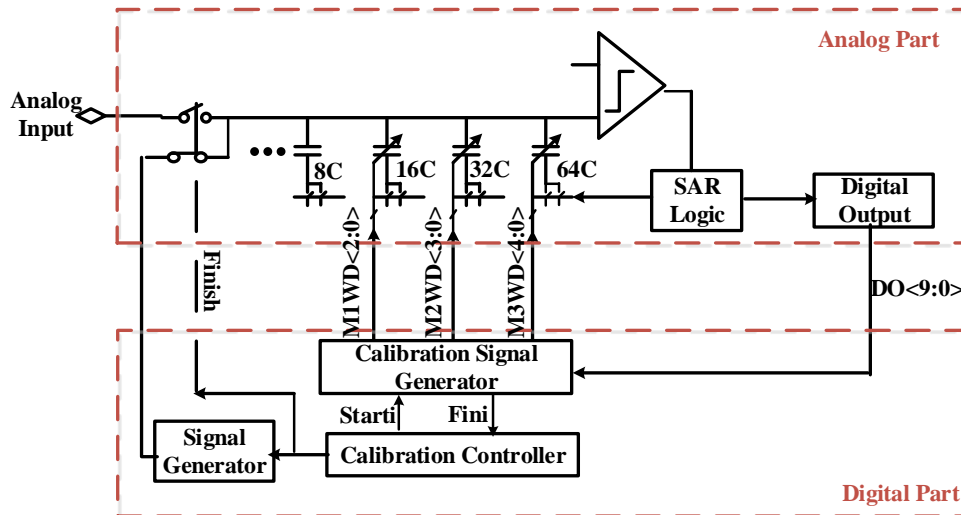 Analog Part
Analog
Input
8C
16C
32C
64C
SAR
Logic
Digital
Output
M1WD<2:0>
M2WD<3:0>
M3WD<4:0>
Finish
DO<9:0>
Calibration Signal
Generator
Starti
Fini
Signal
Generator
Calibration Controller
Digital Part